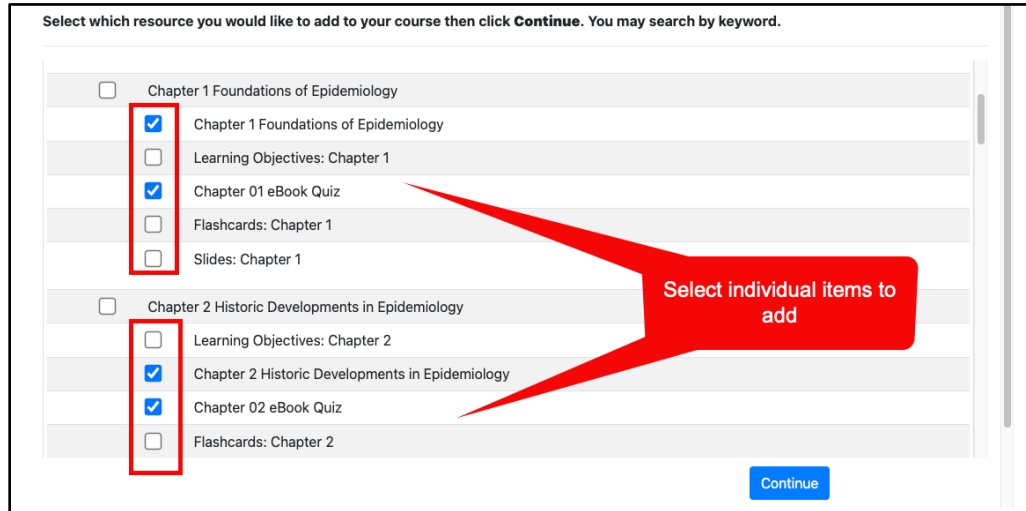 Select which resource you would like to add to your course then click Continue. You may search by keyword.
Chapter 1 Foundations of Epidemiology
Chapter 1 Foundations of Epidemiology
Learning Objectives: Chapter 1
Chapter 01 eBook Quiz
Flashcards: Chapter 1
Slides: Chapter 1
Select individual items to
add
Chapter 2 Historic Developments in Epidemiology
Learning Objectives: Chapter 2
Chapter 2 Historic Developments in Epidemiology
Chapter 02 eBook Quiz
Flashcards: Chapter 2
Continue